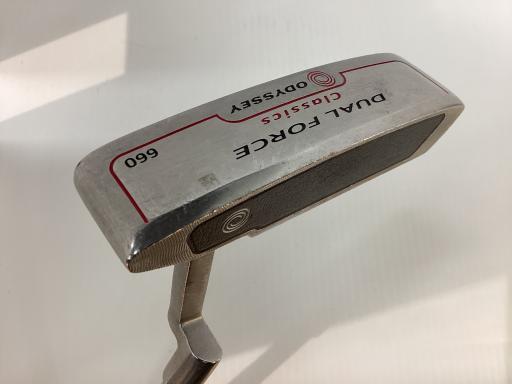 ODYSSEY
classics
DUAL FORCE
660